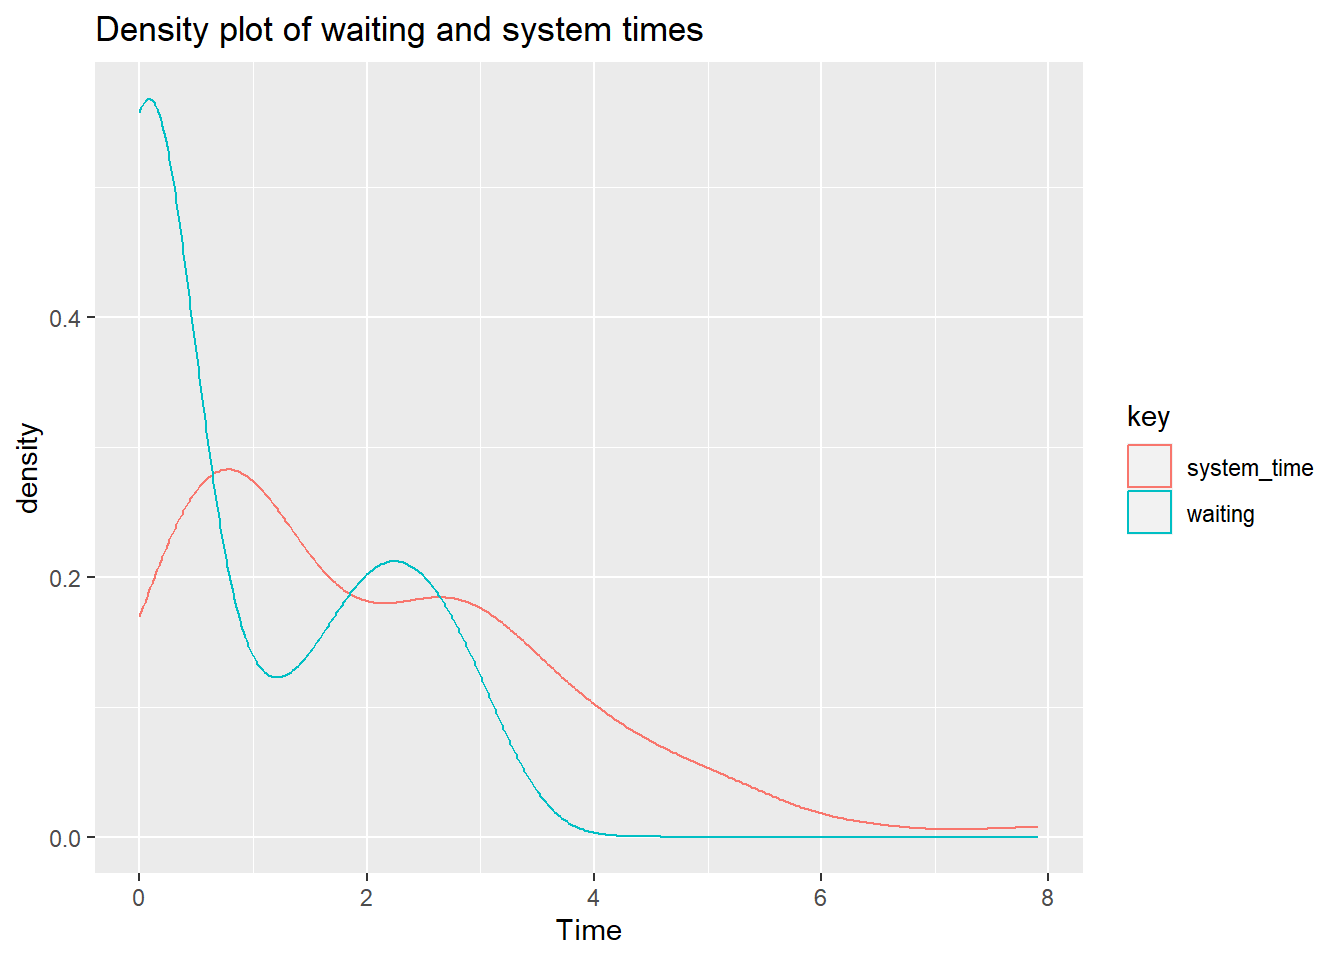 Density plot of waiting and system times
density
0.4
0.2
0.0
0 2 4 6 8
Time
key
system_time
waiting